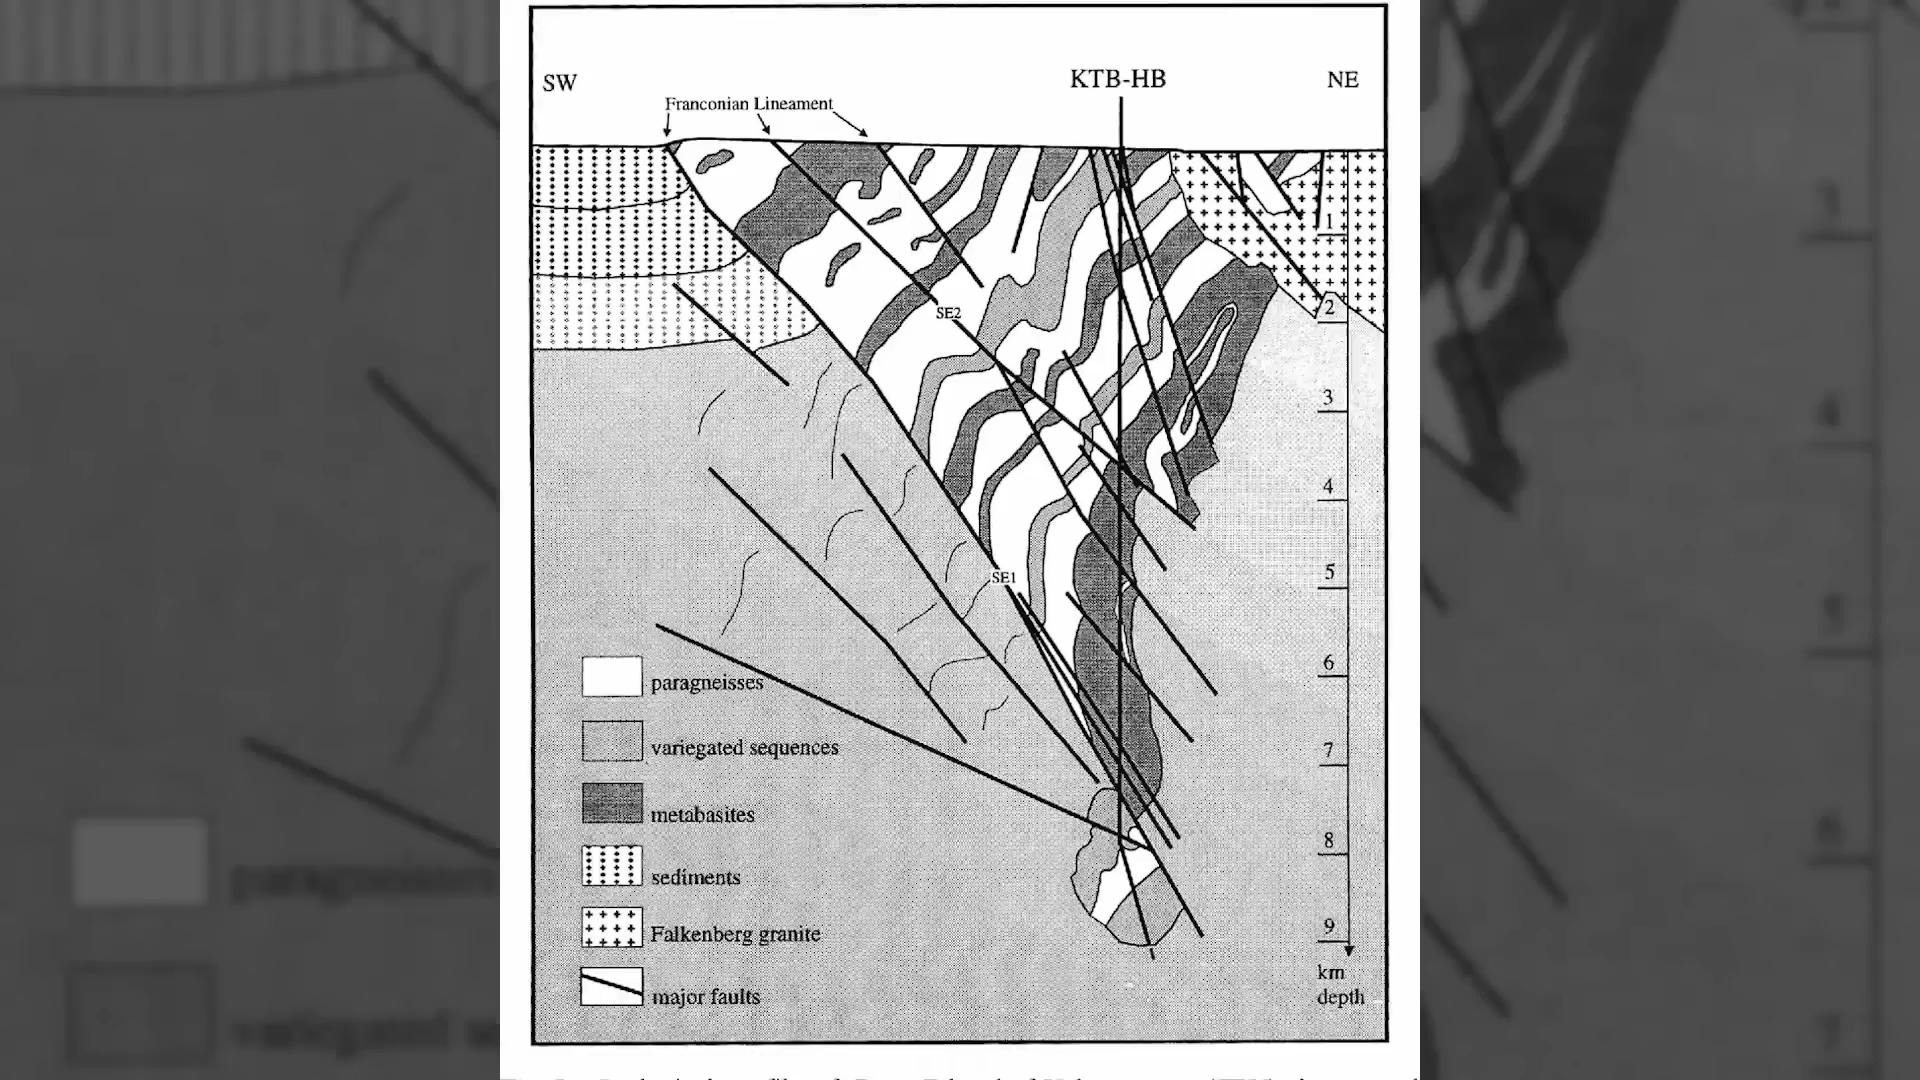 SW
KTB-HB
NE
Franconian Lineament
1
2
SE2
3
4
5
SE1
6
paragneisses
7
variegated sequences
metabasites
8
sediments
9
Falkenberg granite
km
depth
major faults